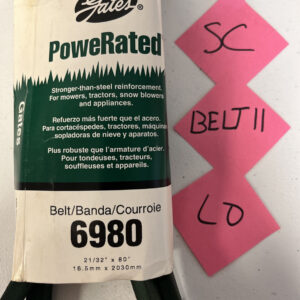 Gates®
PoweRated
Stronger-than-steel reinforcement.
For mowers, tractors, snow blowers
and appliances.
Refuerzo más fuerte que el acero.
Para cortacéspedes, tractores, máquinas
sopladoras de nieve y aparatos.
Plus robuste que l'armature d'acier.
Pour tondeuses, tracteurs,
souffleuses et appareils.
Gates
Belt/Banda/Courroie
6980
21/32" x 80"
16.5mm x 2030mm
SC
BELT 11
LO